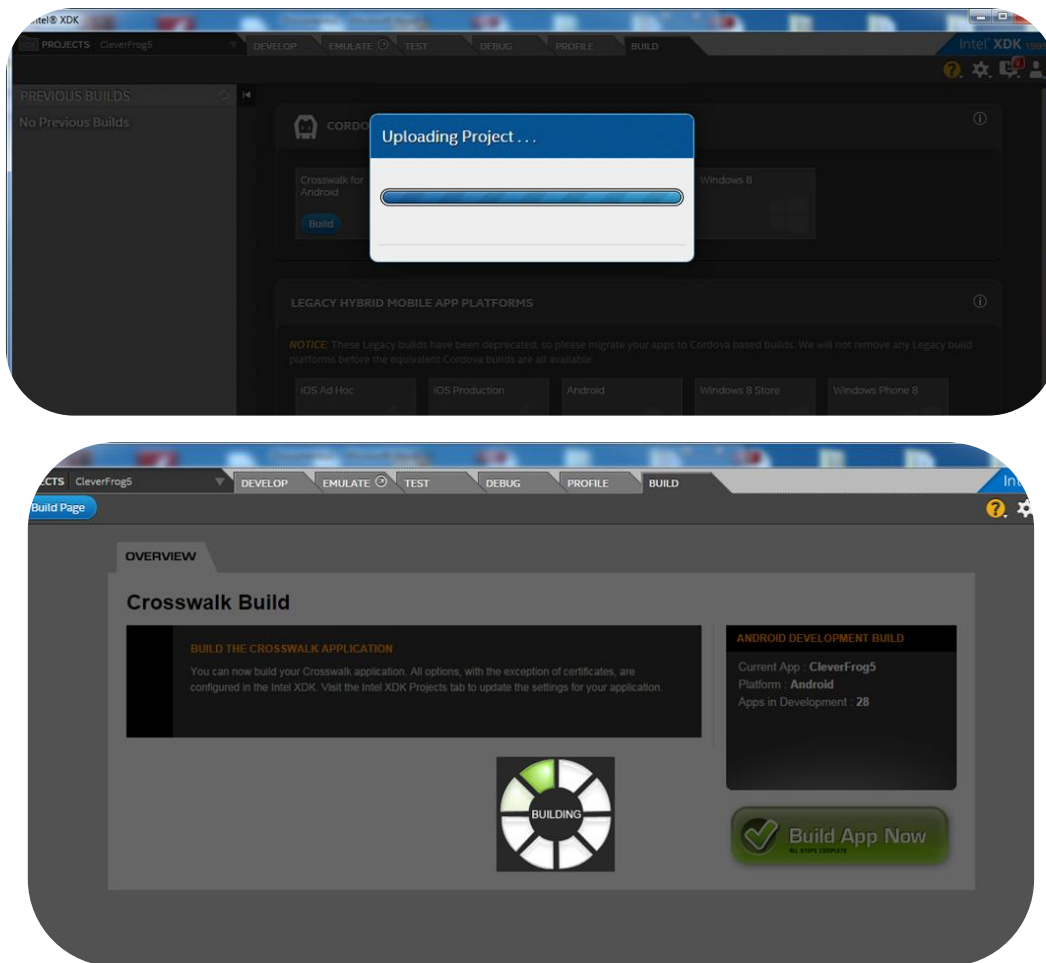 ntel® XDK
PROJECTS CleverFrog5
DEVELOP EMULATE TEST DEBUG PROFILE BUILD
Intel® XDK 1995
PREVIOUS BUILDS
No Previous Builds
CORDO
Uploading Project . . .
Crosswalk for
Android
Build
Windows 8
LEGACY HYBRID MOBILE APP PLATFORMS
NOTICE: These Legacy builds have been deprecated, so please migrate your apps to Cordova based builds. We will not remove any Legacy build
platforms before the equivalent Cordova builds are all available.
iOS Ad Hoc iOS Production Android Windows 8 Store Windows Phone 8
ECTS CleverFrog5
DEVELOP EMULATE TEST DEBUG PROFILE BUILD
Int
Build Page
OVERVIEW
Crosswalk Build
BUILD THE CROSSWALK APPLICATION
You can now build your Crosswalk application. All options, with the exception of certificates, are
configured in the Intel XDK. Visit the Intel XDK Projects tab to update the settings for your application.
ANDROID DEVELOPMENT BUILD
Current App : CleverFrog5
Platform : Android
Apps in Development : 28
BUILDING
Build App Now
ALL STEPS COMPLETE